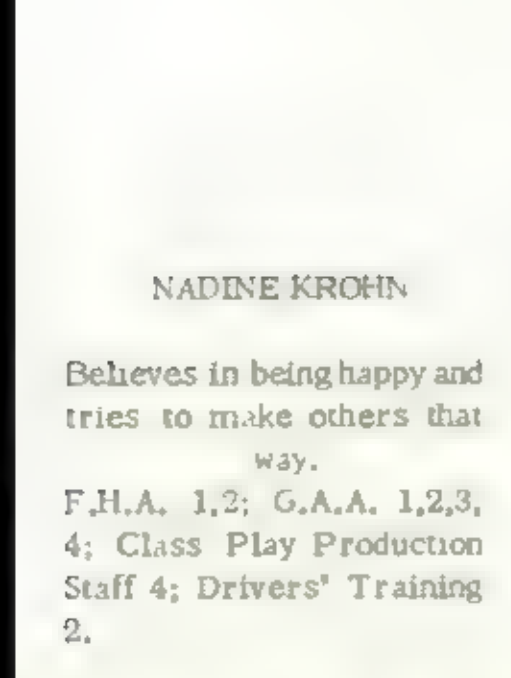 NADINE KROHN
Believes in being happy and
tries to make others that
way.
F.H.A. 1,2; G.A.A. 1,2,3,
4; Class Play Production
Staff 4; Drivers' Training
2.